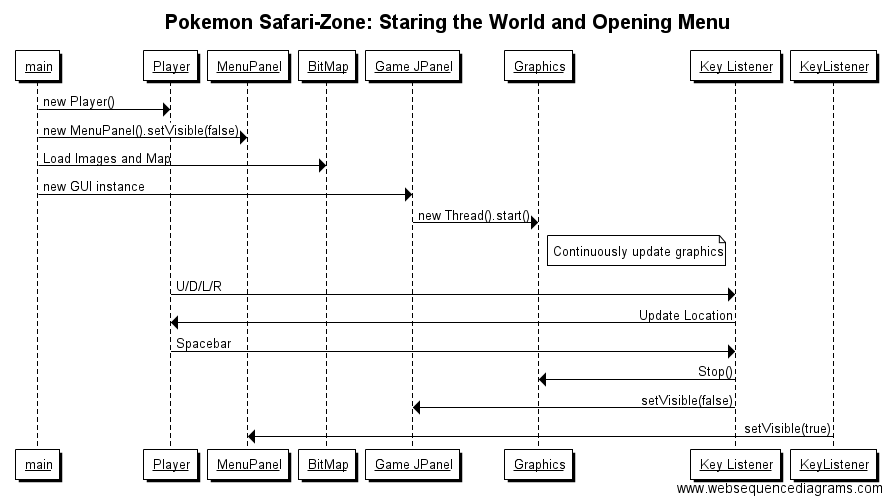 Pokemon Safari-Zone: Staring the World and Opening Menu
main Player MenuPanel BitMap Game JPanel Graphics Key Listener KeyListener
new Player()
new MenuPanel().setVisible(false)
Load Images and Map
new GUI instance
new Thread().start()
Continuously update graphics
U/D/L/R
Update Location
Spacebar
Stop()
setVisible(false)
setVisible(true)
main Player MenuPanel BitMap Game JPanel Graphics Key Listener KeyListener
www.websequencediagrams.com